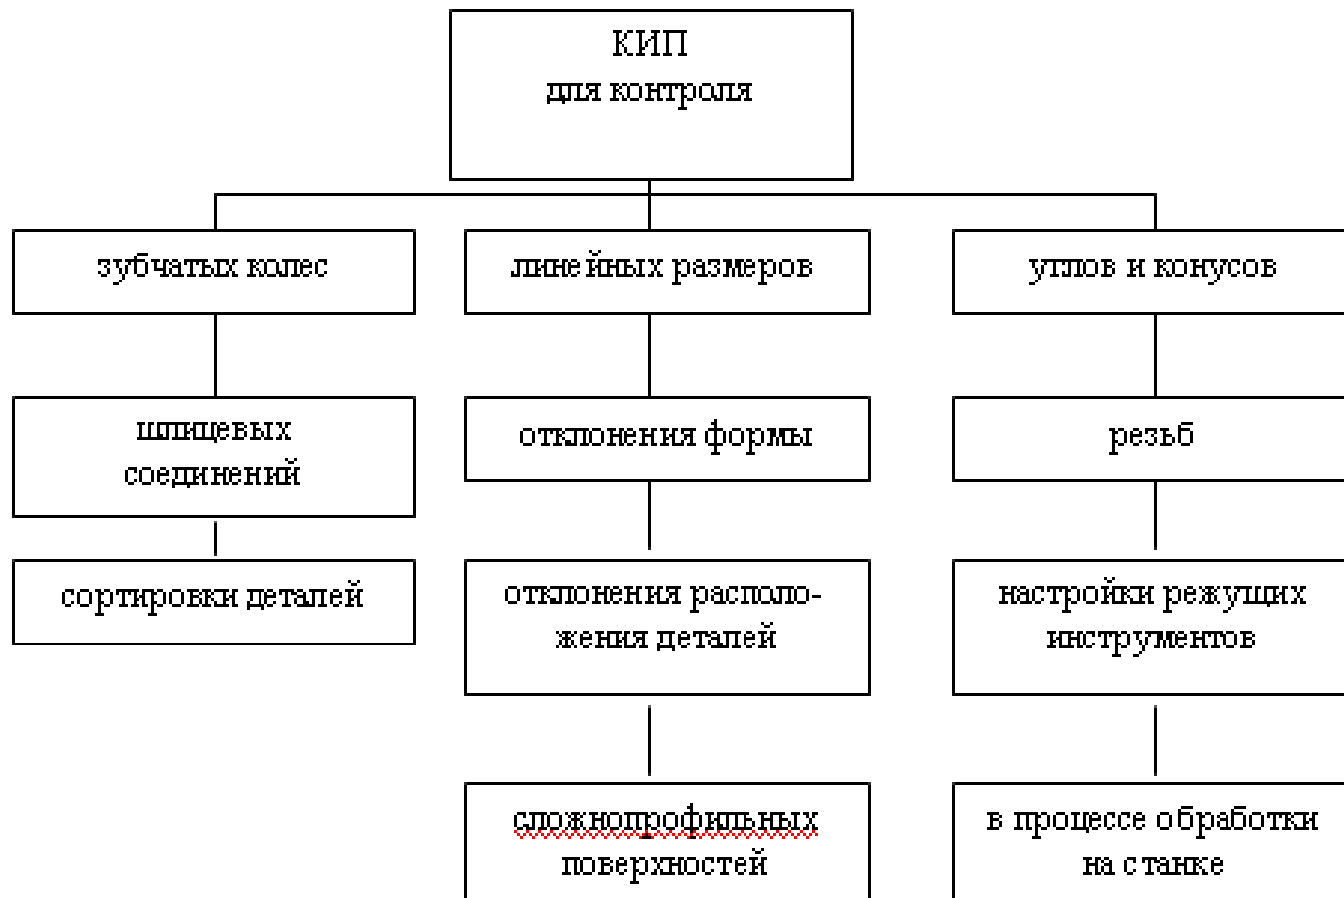 КИП
для контроля
зубчатых колес
линейных размеров
углов и конусов
шлицевых
соединений
отклонения формы
резьб
сортировки деталей
отклонения располо-
жения деталей
настройки режущих
инструментов
сложнопрофильных
поверхностей
в процессе обработки
на станке